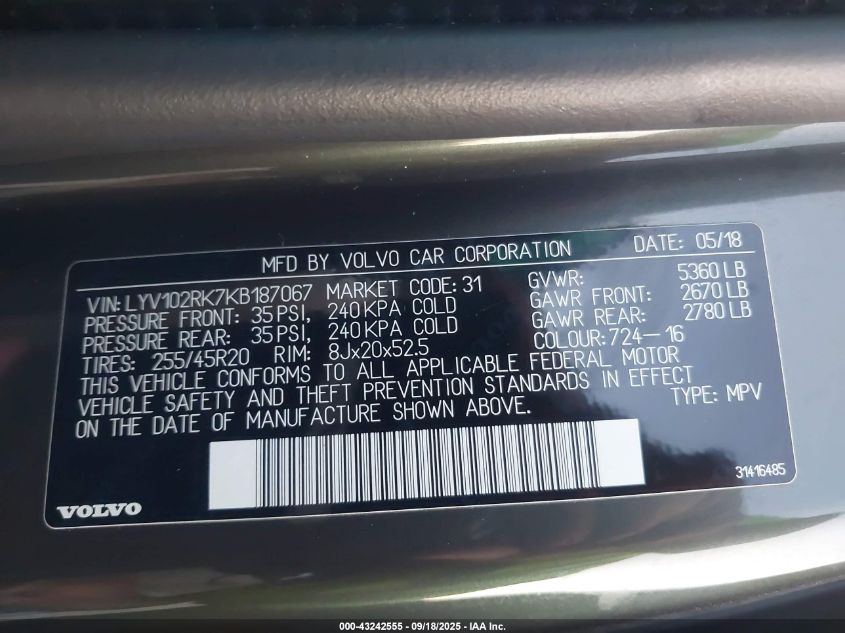 MFD BY VOLVO CAR CORPORATION DATE: 05/18
VIN: LYV102RK7KB187067 MARKET CODE: 31 GVWR: 5360 LB
PRESSURE FRONT: 35 PSI, 240 KPA COLD GAWR FRONT: 2670 LB
PRESSURE REAR: 35 PSI, 240 KPA COLD GAWR REAR: 2780 LB
TIRES: 255/45R20 RIM: 8Jx20x52.5 COLOUR: 724-16
THIS VEHICLE CONFORMS TO ALL APPLICABLE FEDERAL MOTOR
VEHICLE SAFETY AND THEFT PREVENTION STANDARDS IN EFFECT
ON THE DATE OF MANUFACTURE SHOWN ABOVE. TYPE: MPV
31416485
VOLVO
000-43242555 - 09/18/2025 - IAA Inc.